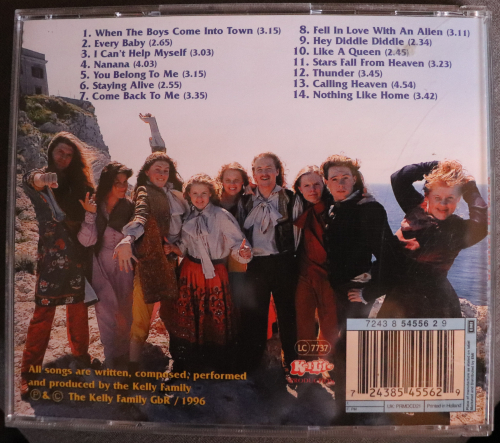 1. When The Boys Come Into Town (3.15)
2. Every Baby (2.65)
3. I Can't Help Myself (3.03)
4. Nanana (4.03)
5. You Belong To Me (3.15)
6. Staying Alive (2.55)
7. Come Back To Me (3.35)
8. Fell In Love With An Alien (3.11)
9. Hey Diddle Diddle (2.34)
10. Like A Queen (2.45)
11. Stars Fall From Heaven (3.23)
12. Thunder (3.45)
13. Calling Heaven (4.54)
14. Nothing Like Home (3.42)
7243 8 54556 2 9
LC 7737
KelLife
7 24385 45562 9
Printed in Holland
EMI
All songs are written, composed, performed
and produced by the Kelly Family
℗& © The Kelly Family GbR / 1996